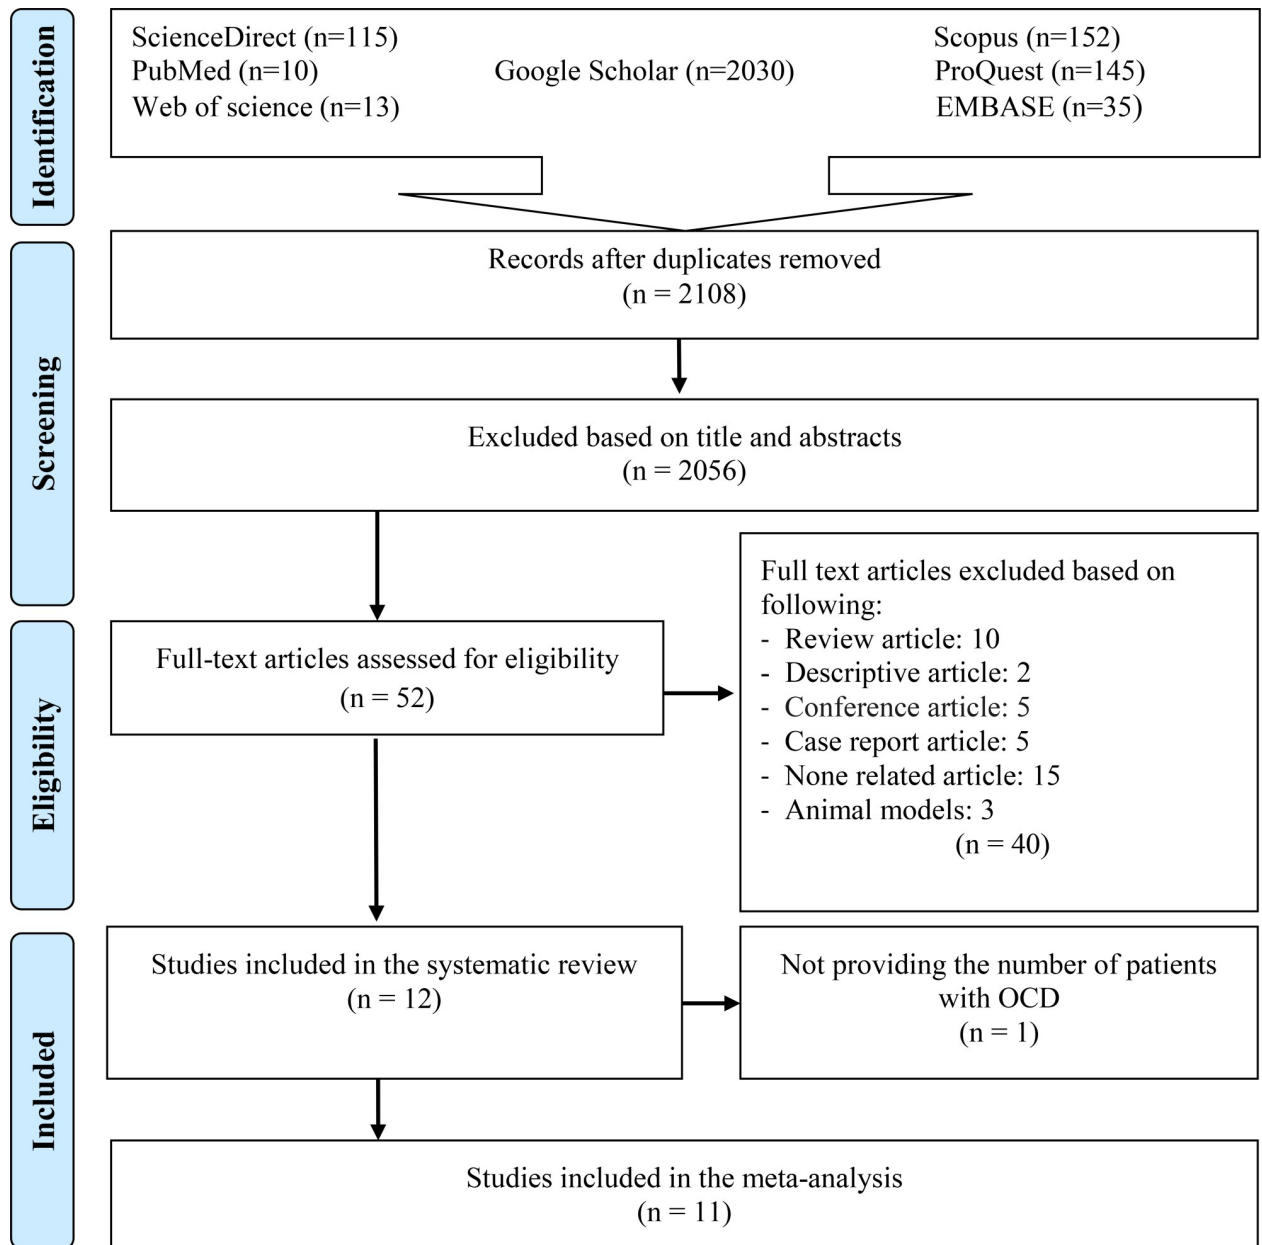 Identification
ScienceDirect (n=115)
PubMed (n=10)
Web of science (n=13)
Google Scholar (n=2030)
Scopus (n=152)
ProQuest (n=145)
EMBASE (n=35)
Screening
Records after duplicates removed
(n = 2108)
Excluded based on title and abstracts
(n = 2056)
Eligibility
Full-text articles assessed for eligibility
(n = 52)
Full text articles excluded based on
following:
- Review article: 10
- Descriptive article: 2
- Conference article: 5
- Case report article: 5
- None related article: 15
- Animal models: 3
(n = 40)
Included
Studies included in the systematic review
(n = 12)
Not providing the number of patients
with OCD
(n = 1)
Studies included in the meta-analysis
(n = 11)